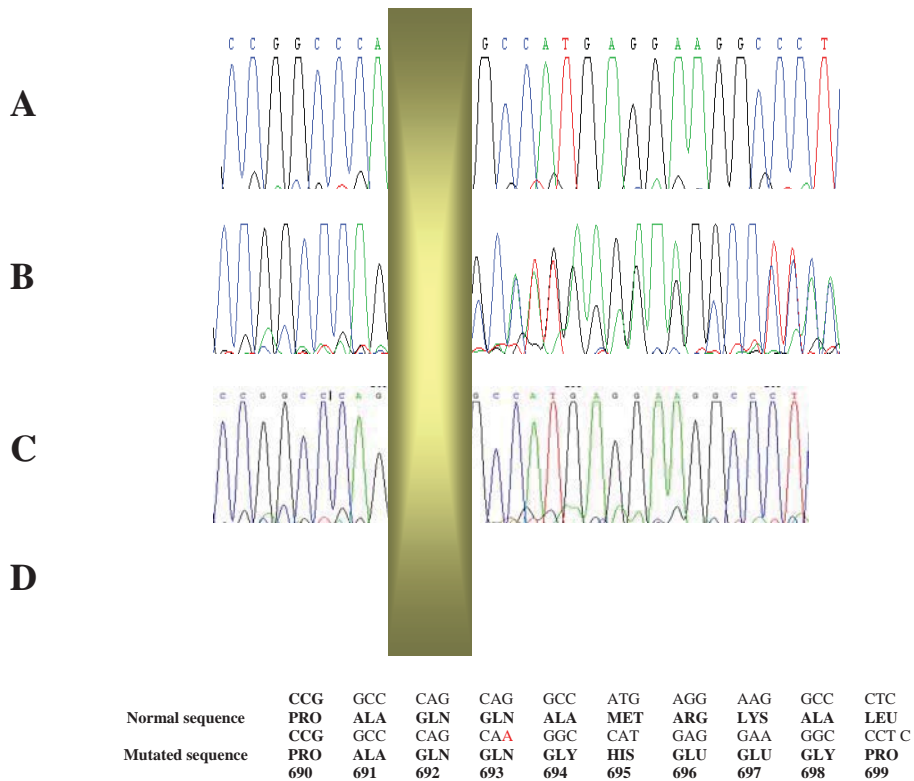 C C G G C C C A G C C A T G A G G A A G G C C C T
A
B
C C G G C C C A G G C C A T G A G G A A G G C C C T
C
D
CCG GCC CAG CAG GCC ATG AGG AAG GCC CTC
Normal sequence PRO ALA GLN GLN ALA MET ARG LYS ALA LEU
CCG GCC CAG CAA GGC CAT GAG GAA GGC CCT C
Mutated sequence PRO ALA GLN GLN GLY HIS GLU GLU GLY PRO
690 691 692 693 694 695 696 697 698 699